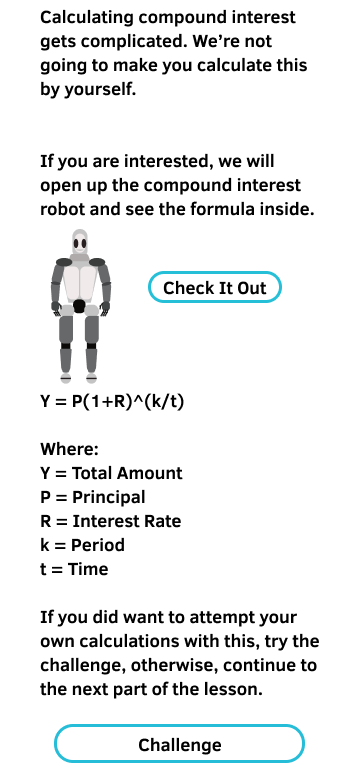 Calculating compound interest
gets complicated. We're not
going to make you calculate this
by yourself.
If you are interested, we will
open up the compound interest
robot and see the formula inside.
Check It Out
Y = P(1+R)^(k/t)
Where:
Y = Total Amount
P = Principal
R = Interest Rate
k = Period
t = Time
If you did want to attempt your
own calculations with this, try the
challenge, otherwise, continue to
the next part of the lesson.
Challenge